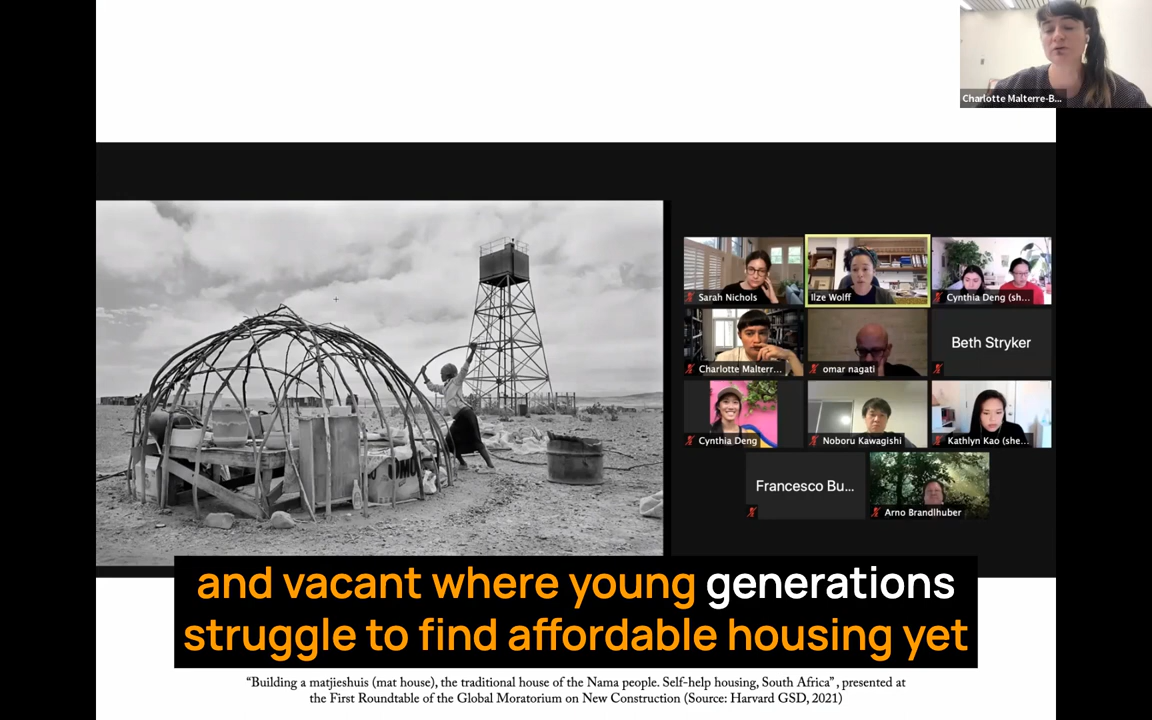 Charlotte Malterre-B...
Sarah Nichols
Ilze Wolff
Cynthia Deng (sh...
Charlotte Malterr...
omar nagati
Beth Stryker
Cynthia Deng
Noboru Kawagishi
Kathlyn Kao (she...
Francesco Bu...
Arno Brandlhuber
and vacant where young generations
struggle to find affordable housing yet
“Building a matjieshuis (mat house), the traditional house of the Nama people. Self-help housing, South Africa” , presented at
the First Roundtable of the Global Moratorium on New Construction (Source: Harvard GSD, 2021)